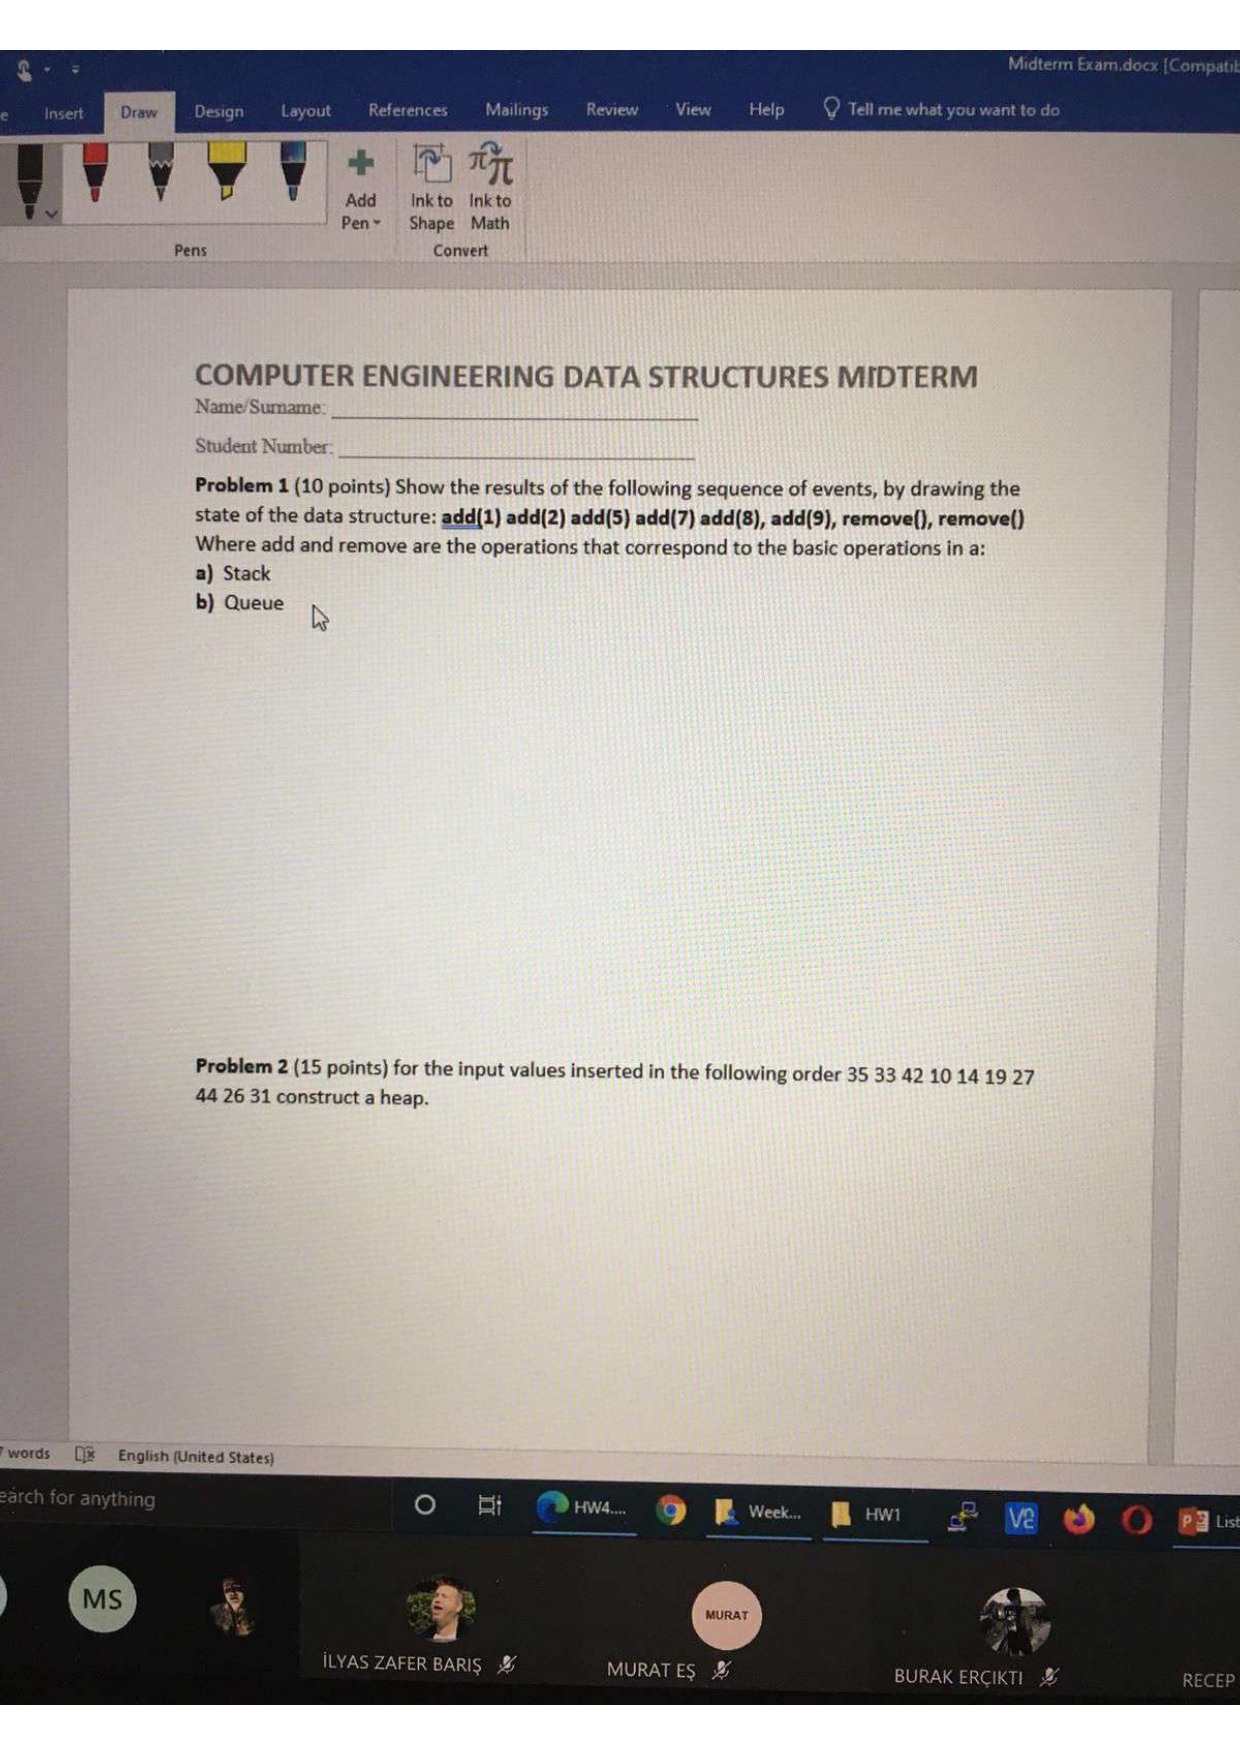 Midterm Exam.docx [Compatib
e Insert Draw Design Layout References Mailings Review View Help Tell me what you want to do
Add Pen
Ink to Shape
Ink to Math
Pens
Convert
COMPUTER ENGINEERING DATA STRUCTURES MIDTERM
Name/Surname:
Student Number:
Problem 1 (10 points) Show the results of the following sequence of events, by drawing the
state of the data structure: add(1) add(2) add(5) add(7) add(8), add(9), remove(), remove()
Where add and remove are the operations that correspond to the basic operations in a:
a) Stack
b) Queue
Problem 2 (15 points) for the input values inserted in the following order 35 33 42 10 14 19 27
44 26 31 construct a heap.
7 words English (United States)
earch for anything HW4.... Week... HW1 List
MS
MURAT
İLYAS ZAFER BARIŞ MURAT EŞ BURAK ERÇIKTI RECEP